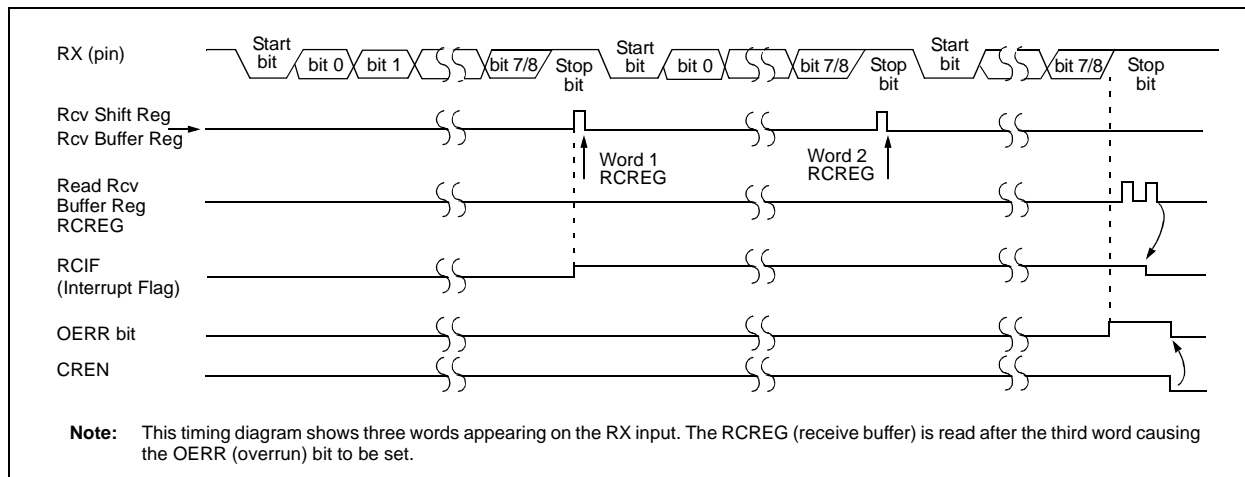 RX (pin)
Start
bit
bit 0
bit 1
bit 7/8
Stop
bit
Start
bit
bit 0
bit 7/8
Stop
bit
Start
bit
bit 7/8
Stop
bit
Rcv Shift Reg
Rcv Buffer Reg
Word 1
RCREG
Word 2
RCREG
Read Rcv
Buffer Reg
RCREG
RCIF
(Interrupt Flag)
OERR bit
CREN
Note: This timing diagram shows three words appearing on the RX input. The RCREG (receive buffer) is read after the third word causing
the OERR (overrun) bit to be set.